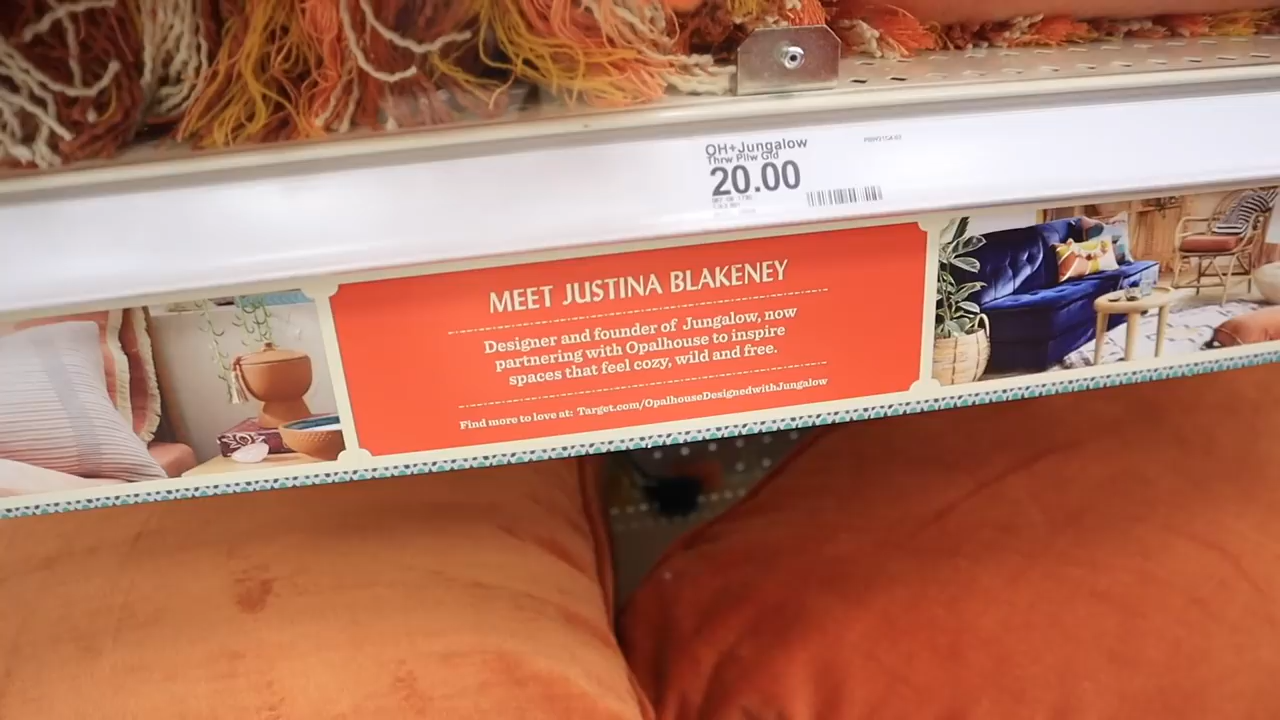 OH+Jungalow
Thrw Pllw Gld
20.00
MEET JUSTINA BLAKENEY
Designer and founder of Jungalow, now
partnering with Opalhouse to inspire
spaces that feel cozy, wild and free.
Find more to love at: Target.com/OpalhouseDesignedwithJungalow